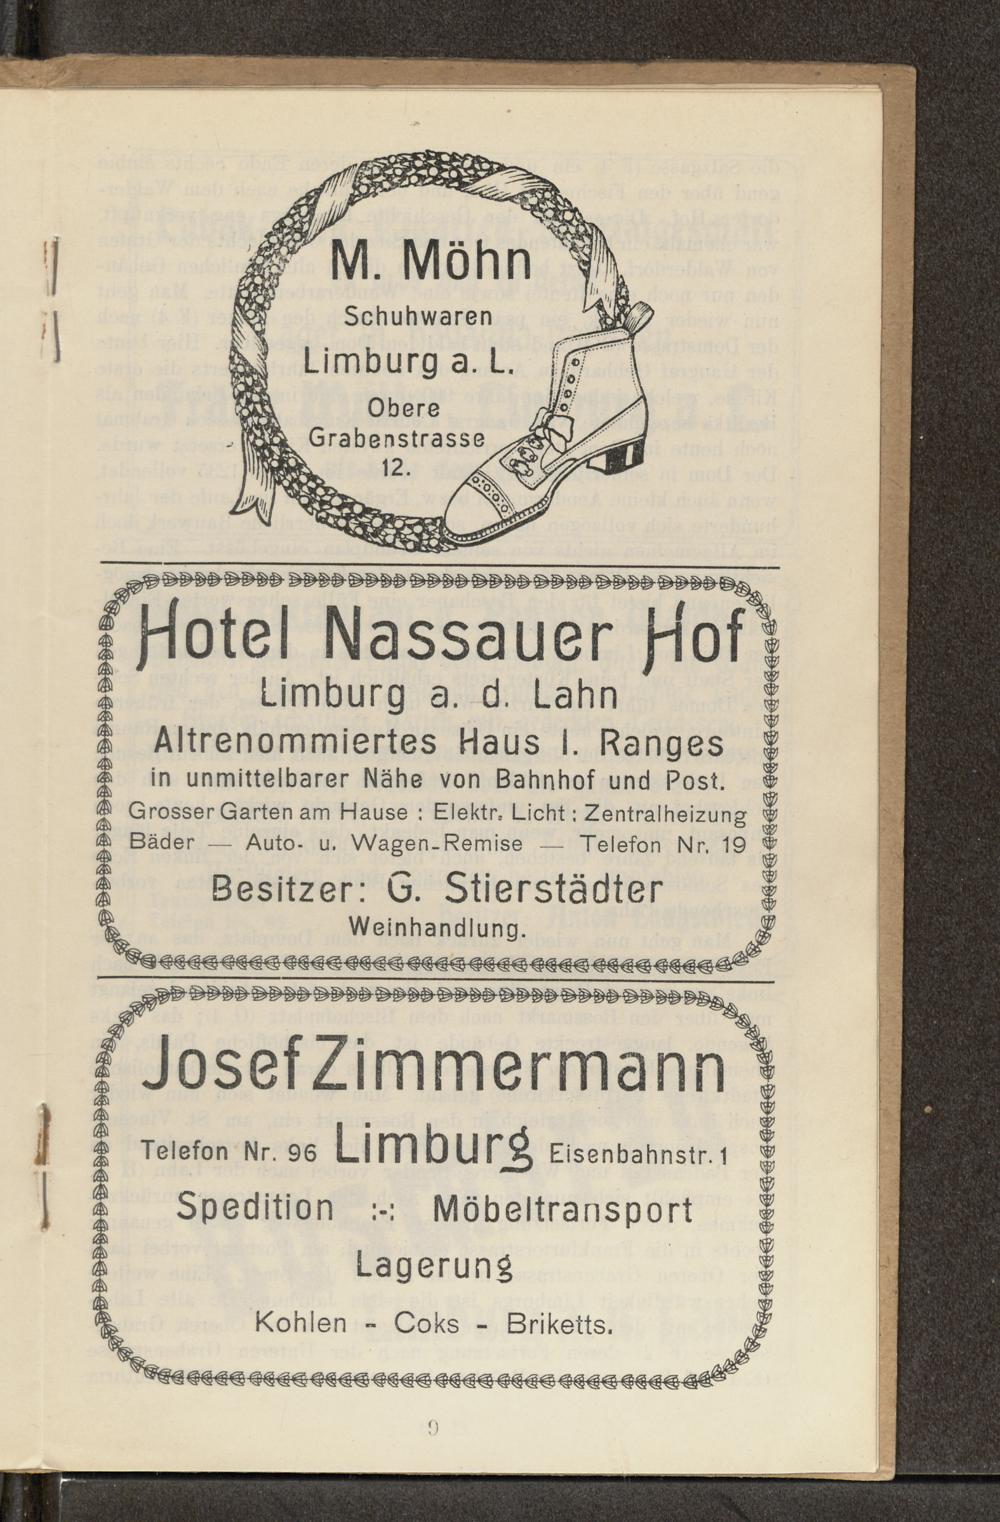 M. Möhn
Schuhwaren
Limburg a. L.
Obere
Grabenstrasse
12.
Hotel Nassauer Hof
Limburg a. d. Lahn
Altrenommiertes Haus I. Ranges
in unmittelbarer Nähe von Bahnhof und Post.
Grosser Garten am Hause : Elektr. Licht : Zentralheizung
Bäder — Auto- u. Wagen-Remise — Telefon Nr. 19
Besitzer: G. Stierstädter
Weinhandlung.
Josef Zimmermann
Telefon Nr. 96 Limburg Eisenbahnstr. 1
Spedition :-: Möbeltransport
Lagerung
Kohlen - Coks - Briketts.
9